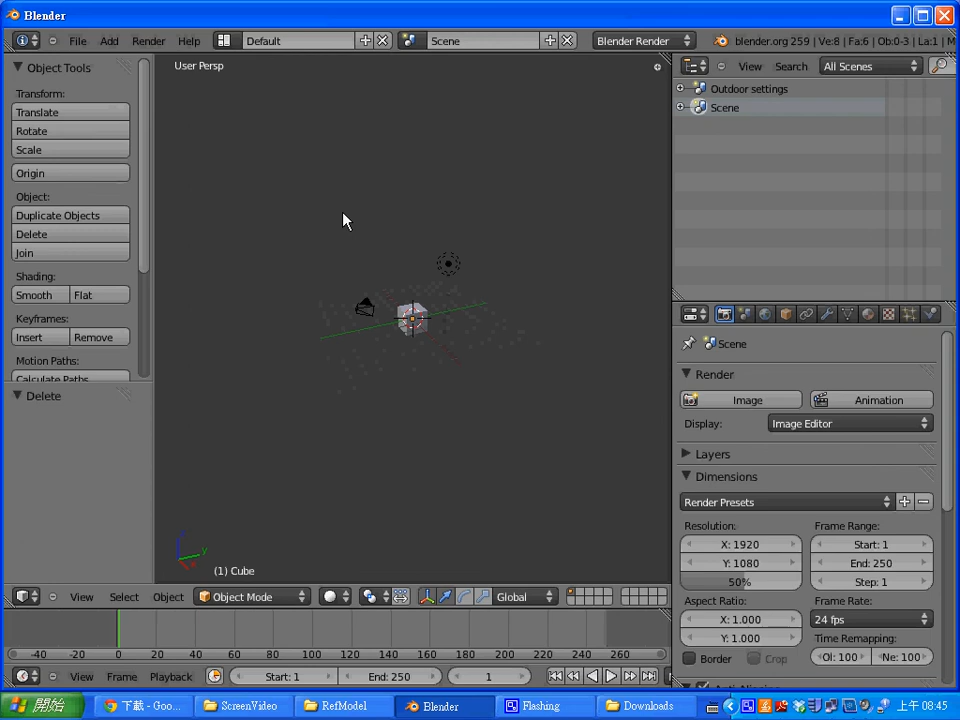 Blender
File Add Render Help Default Scene Blender Render blender.org 259 | Ve:8 | Fa:6 | Ob:0-3 | La:1 | M
Object Tools
Transform:
Translate
Rotate
Scale
Origin
Object:
Duplicate Objects
Delete
Join
Shading:
Smooth Flat
Keyframes:
Insert Remove
Motion Paths:
Calculate Paths
Delete
User Persp
(1) Cube
View Search All Scenes
Outdoor settings
Scene
Scene
Render
Image Animation
Display: Image Editor
Layers
Dimensions
Render Presets
Resolution: Frame Range:
X: 1920 Start: 1
Y: 1080 End: 250
50% Step: 1
Aspect Ratio: Frame Rate:
X: 1.000 24 fps
Y: 1.000 Time Remapping:
Border Crop Ol: 100 Ne: 100
Anti-Aliasing
View Select Object Object Mode Global
-40 -20 0 20 40 60 80 100 120 140 160 180 200 220 240 260
View Frame Playback Start: 1 End: 250 1
開始 下載 - Goo... ScreenVideo RefModel Blender Flashing Downloads 上午 08:45